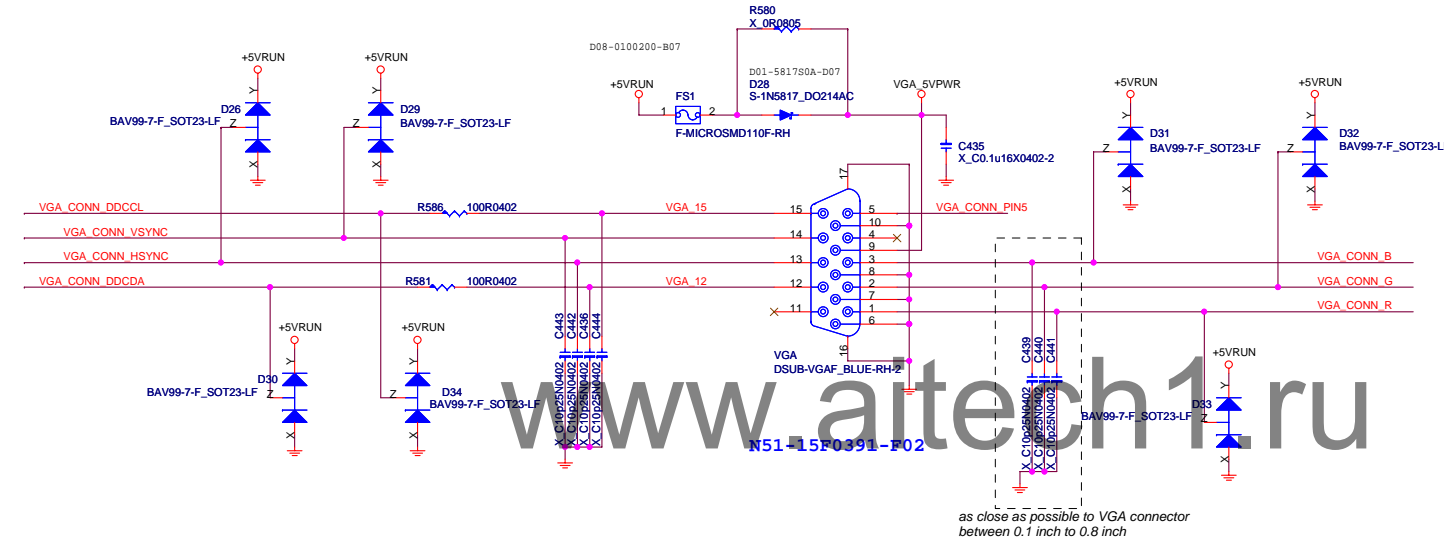 R580
X_0R0805
D08-0100200-B07
+5VRUN
+5VRUN
+5VRUN
D01-5817S0A-D07
D28
S-1N5817_DO214AC
VGA_5VPWR
+5VRUN
+5VRUN
FS1
1
2
F-MICROSMD110F-RH
D26
BAV99-7-F_SOT23-LF
Y
Z
X
D29
BAV99-7-F_SOT23-LF
Y
Z
X
C435
X_C0.1u16X0402-2
D31
BAV99-7-F_SOT23-LF
Y
Z
X
D32
BAV99-7-F_SOT23-L
Y
Z
X
17
VGA_CONN_DDCCL
R586
100R0402
VGA_15
15
5
VGA_CONN_PIN5
10
VGA_CONN_VSYNC
14
4
9
VGA_CONN_HSYNC
13
3
VGA_CONN_B
8
VGA_CONN_DDCDA
R581
100R0402
VGA_12
12
2
VGA_CONN_G
7
11
1
VGA_CONN_R
6
16
VGA
DSUB-VGAF_BLUE-RH-2
+5VRUN
+5VRUN
+5VRUN
D30
BAV99-7-F_SOT23-LF
Y
Z
X
D34
BAV99-7-F_SOT23-LF
Y
Z
X
C443
C442
C436
C444
X_C10p25N0402
X_C10p25N0402
X_C10p25N0402
X_C10p25N0402
C439
C440
C441
X_C10p25N0402
X_C10p25N0402
X_C10p25N0402
D33
BAV99-7-F_SOT23-LF
Y
Z
X
www.aitech1.ru
N51-15F0391-F02
as close as possible to VGA connector
between 0.1 inch to 0.8 inch